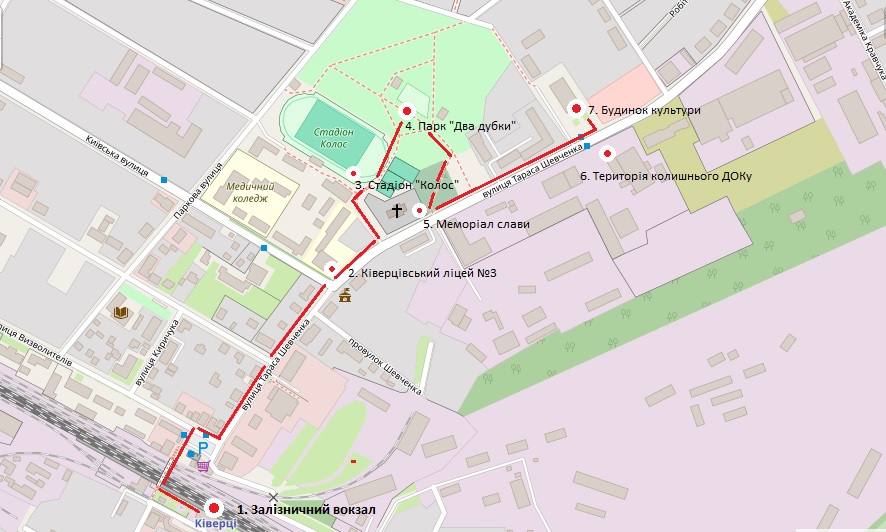 Робі
Академіка Кравчука
7. Будинок культури
4. Парк "Два дубки"
Стадіон
Колос
Київська вулиця
вулиця Тараса Шевченка
6. Територія колишнього ДОКу
3. Стадіон "Колос"
Медичний
коледж
Паркова вулиця
5. Меморіал слави
2. Ківерцівський ліцей №3
вулиця Визволителів
вулиця Киричука
вулиця Тараса Шевченка
провулок Шевченка
P
1. Залізничний вокзал
Ківерці